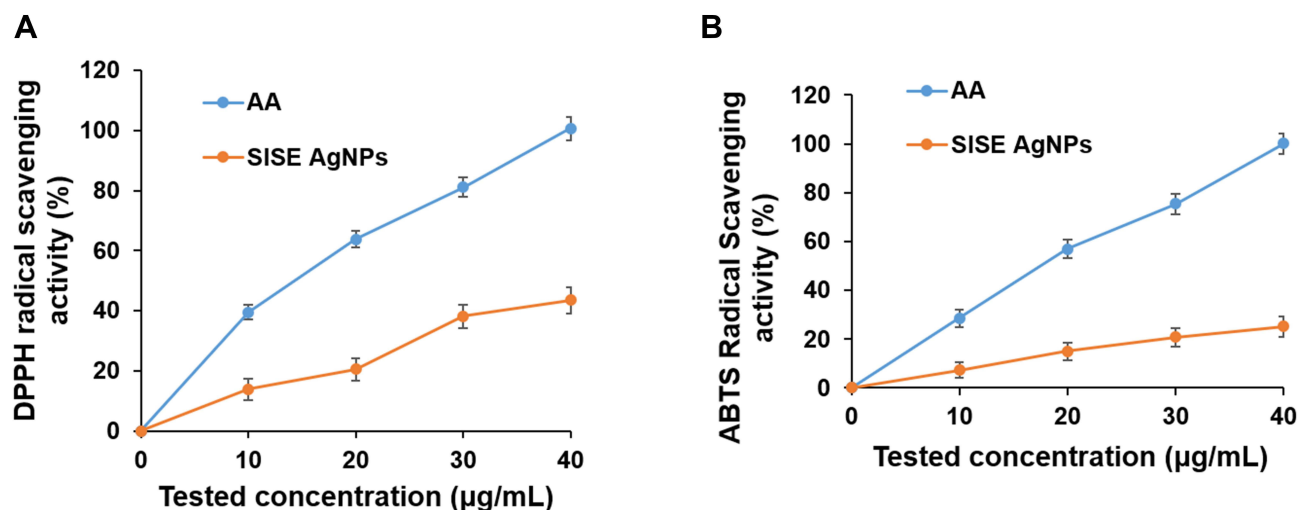 A
DPPH radical scavenging
activity (%)
120
100
80
60
40
20
0
AA
SISE AgNPs
0 10 20 30 40
Tested concentration (µg/mL)
B
ABTS Radical Scavenging
activity (%)
120
100
80
60
40
20
0
AA
SISE AgNPs
0 10 20 30 40
Tested concentration (µg/mL)